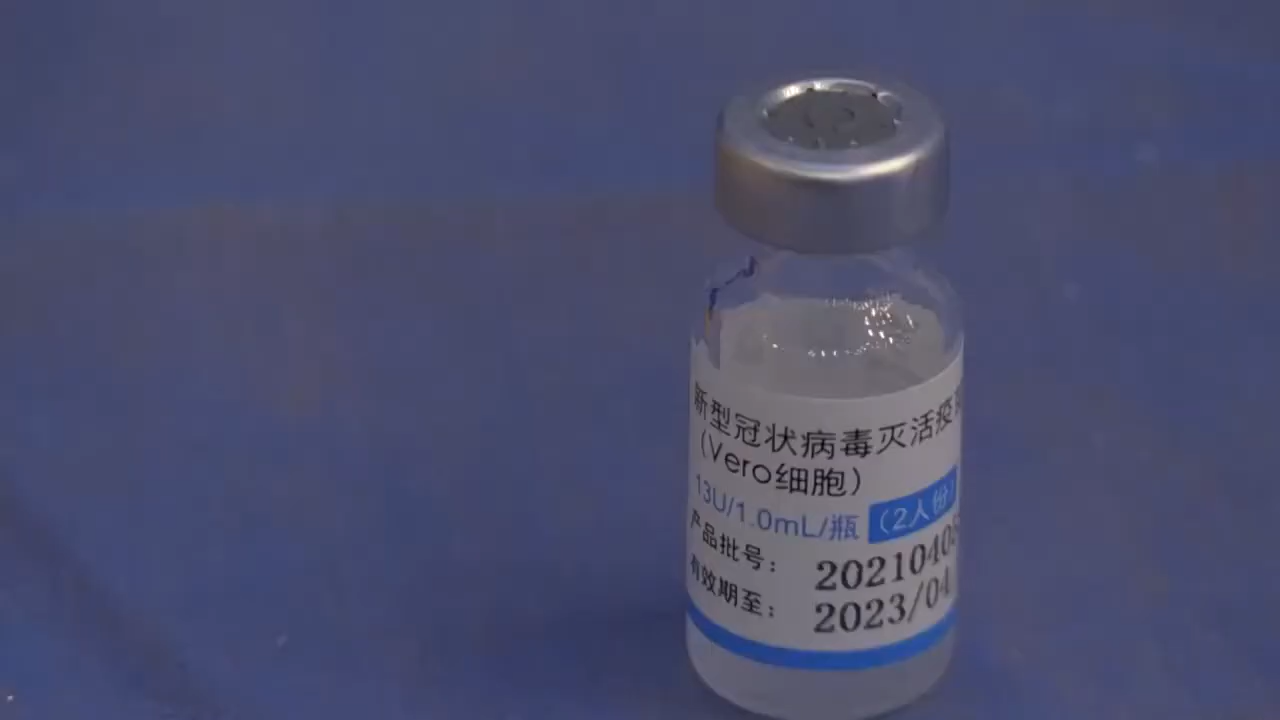 新型冠状病毒灭活疫
(Vero细胞)
13U/1.0mL/瓶 (2人份)
产品批号: 2021040
有效期至: 2023/04